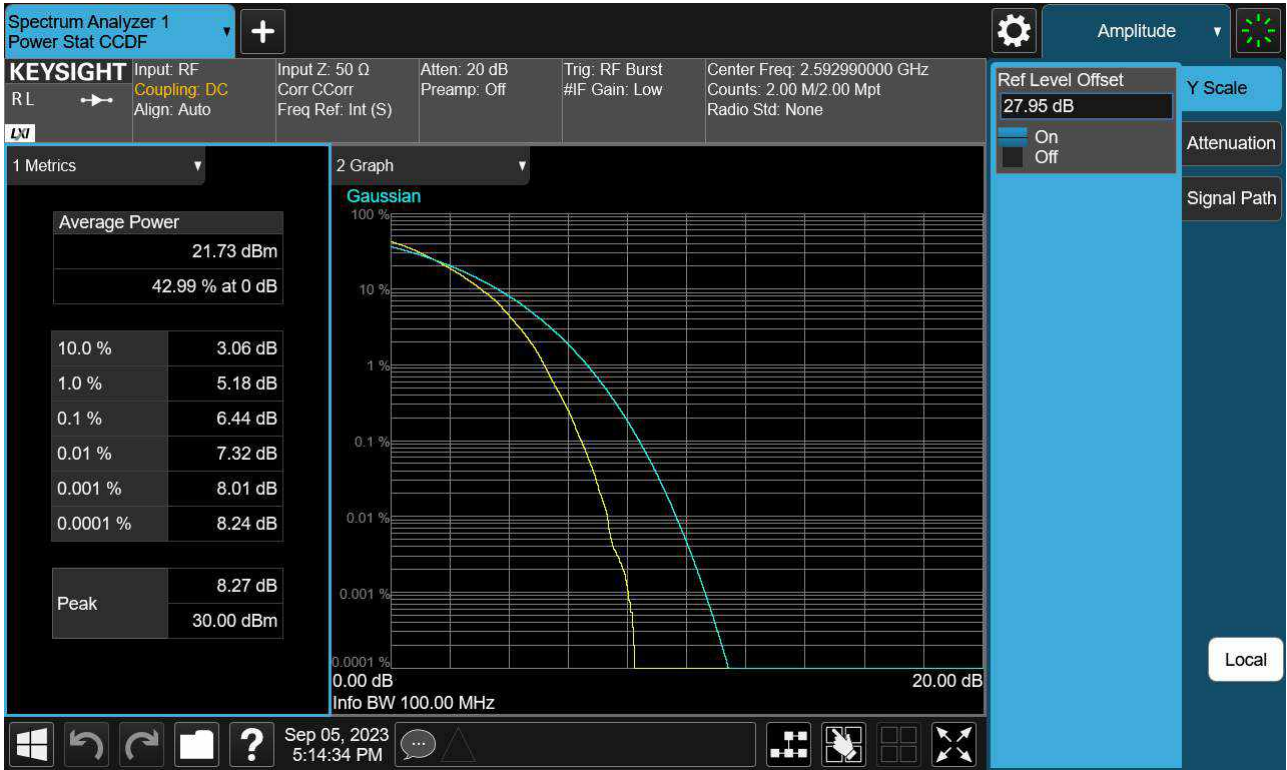 Spectrum Analyzer 1
Power Stat CCDF
+
Amplitude
KEYSIGHT
R L
LXI
Input: RF
Coupling: DC
Align: Auto
Input Z: 50 Ω
Corr CCorr
Freq Ref: Int (S)
Atten: 20 dB
Preamp: Off
Trig: RF Burst
#IF Gain: Low
Center Freq: 2.592990000 GHz
Counts: 2.00 M/2.00 Mpt
Radio Std: None
Ref Level Offset
27.95 dB
On
Off
Y Scale
Attenuation
Signal Path
Local
1 Metrics
Average Power
21.73 dBm
42.99 % at 0 dB
10.0 % 3.06 dB
1.0 % 5.18 dB
0.1 % 6.44 dB
0.01 % 7.32 dB
0.001 % 8.01 dB
0.0001 % 8.24 dB
Peak
8.27 dB
30.00 dBm
2 Graph
Gaussian
100 %
10 %
1 %
0.1 %
0.01 %
0.001 %
0.0001 %
0.00 dB 20.00 dB
Info BW 100.00 MHz
?
Sep 05, 2023
5:14:34 PM